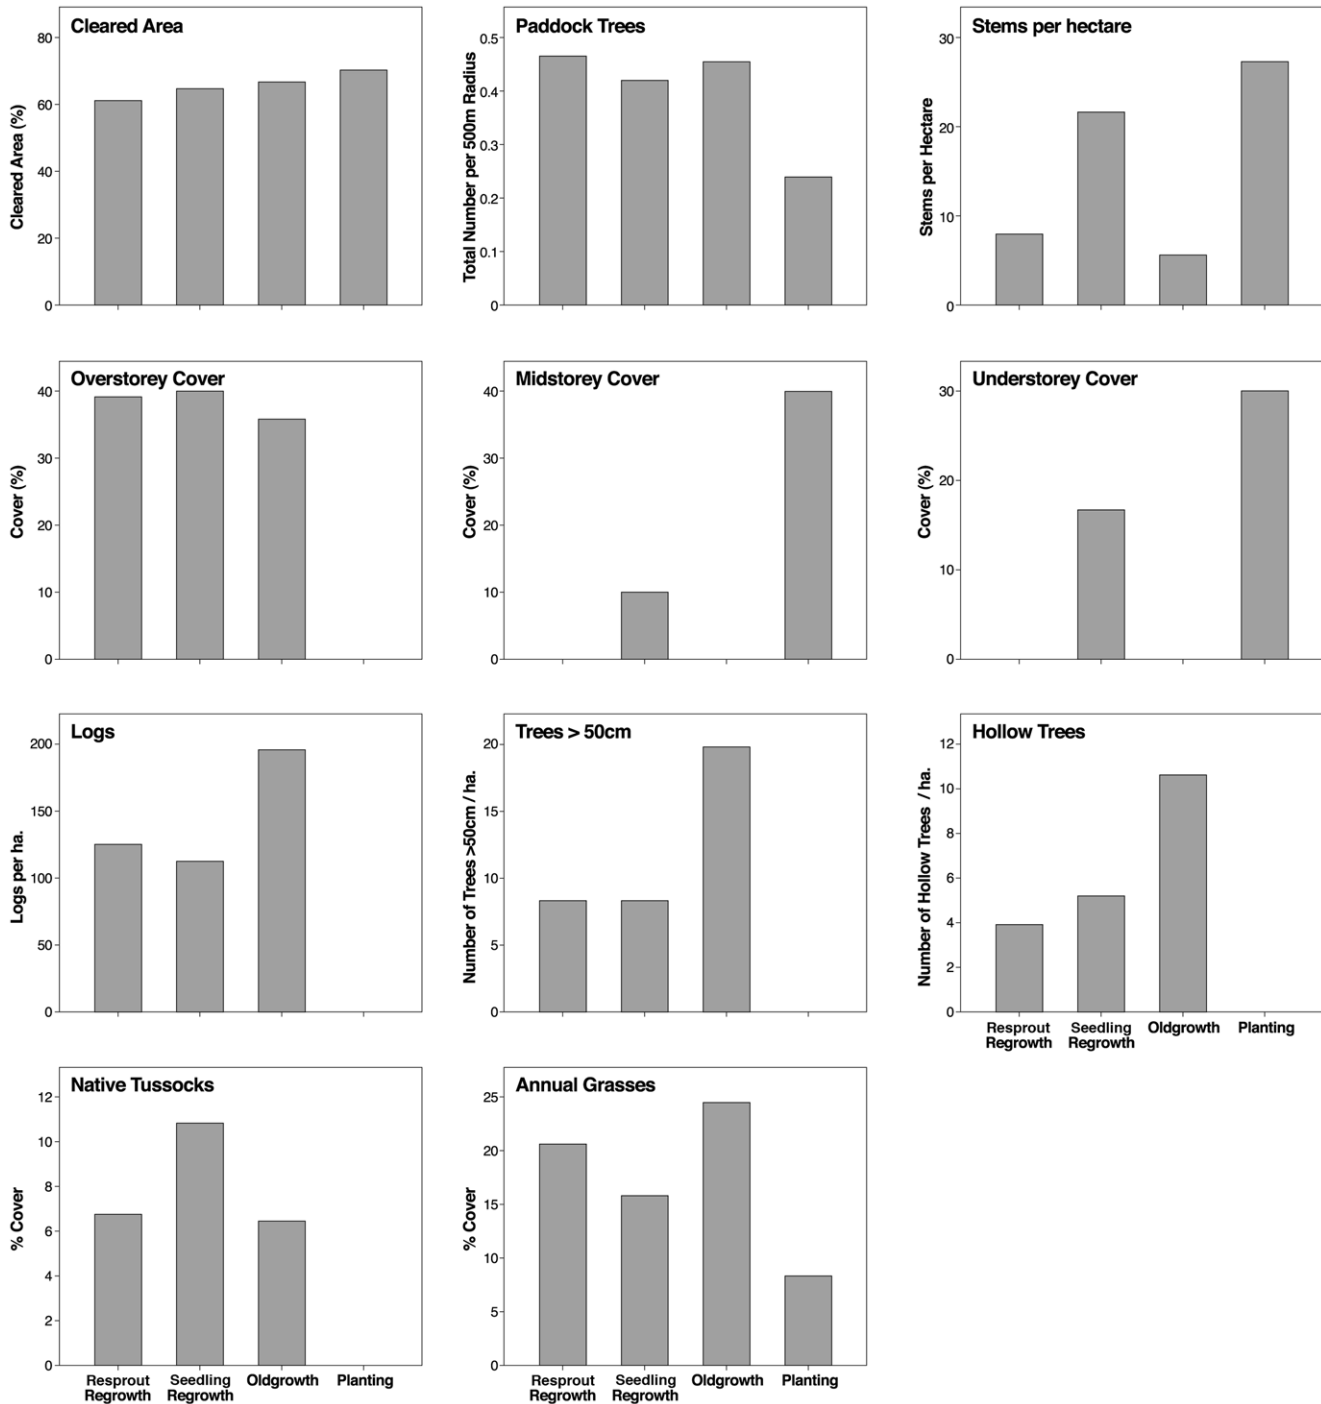 Cleared Area
Cleared Area (%)
80
60
40
20
0
Paddock Trees
Total Number per 500m Radius
0.5
0.4
0.3
0.2
0.1
0
Stems per hectare
Stems per Hectare
30
20
10
0
Overstorey Cover
Cover (%)
40
30
20
10
0
Midstorey Cover
Cover (%)
40
30
20
10
0
Understorey Cover
Cover (%)
30
20
10
0
Logs
Logs per ha.
200
150
100
50
0
Trees > 50cm
Number of Trees >50cm / ha.
20
15
10
5
0
Hollow Trees
Number of Hollow Trees / ha.
12
10
8
6
4
2
0
Resprout Seedling Oldgrowth Planting
Regrowth Regrowth
Native Tussocks
% Cover
12
10
8
6
4
2
0
Resprout Seedling Oldgrowth Planting
Regrowth Regrowth
Annual Grasses
% Cover
25
20
15
10
5
0
Resprout Seedling Oldgrowth Planting
Regrowth Regrowth